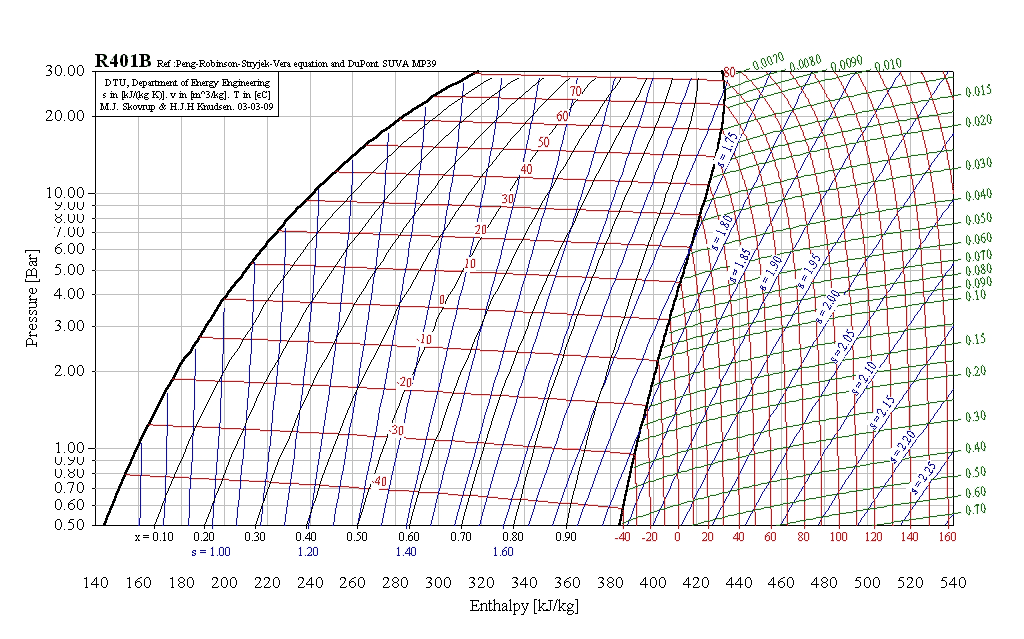 R401B Ref :Peng-Robinson-Stryjek-Vera equation and DuPont SUVA MP39
DTU, Department of Energy Engineering
s in [kJ/(kg K)]. v in [m^3/kg]. T in [єC]
M.J. Skovrup & H.J.H Knudsen. 03-03-09
0.0070 0.0080 0.0090 0.010
30.00
20.00
10.00
9.00
8.00
7.00
6.00
5.00
4.00
3.00
2.00
1.00
0.90
0.80
0.70
0.60
0.50
Pressure [Bar]
80
70
60
50
40
30
20
10
0
-10
-20
-30
-40
s = 1.75
s = 1.80
s = 1.85
s = 1.90
s = 1.95
s = 2.00
s = 2.05
s = 2.10
s = 2.15
s = 2.20
s = 2.25
0.015
0.020
0.030
0.040
0.050
0.060
0.070
0.080
0.090
0.10
0.15
0.20
0.30
0.40
0.50
0.60
0.70
x = 0.10 0.20 0.30 0.40 0.50 0.60 0.70 0.80 0.90 -40 -20 0 20 40 60 80 100 120 140 160
s = 1.00 1.20 1.40 1.60
140 160 180 200 220 240 260 280 300 320 340 360 380 400 420 440 460 480 500 520 540
Enthalpy [kJ/kg]